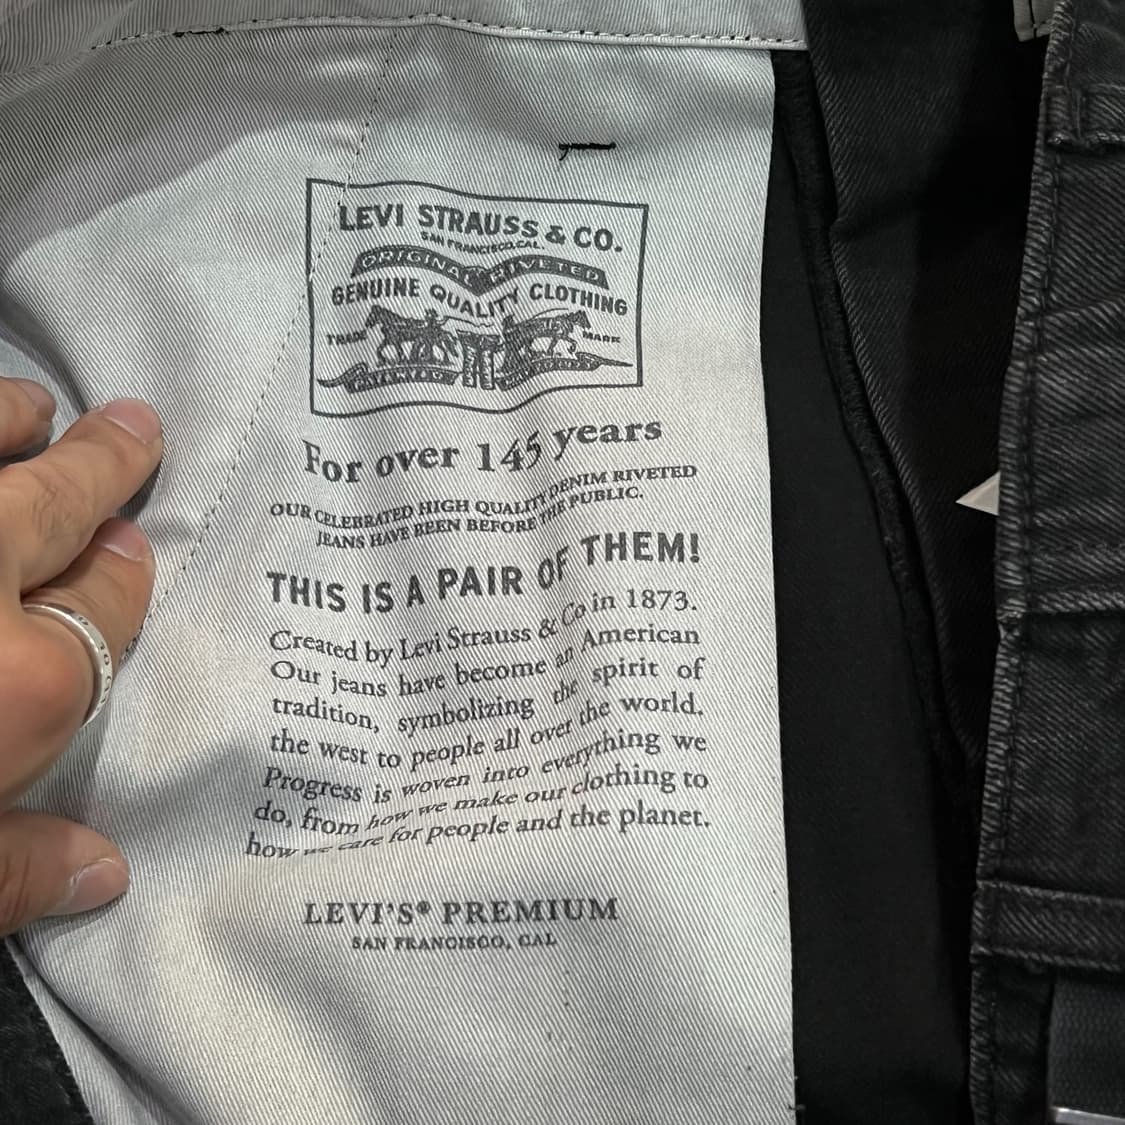 LEVI STRAUSS & CO.
SAN FRANCISCO, CAL.
ORIGINAL RIVETED
GENUINE QUALITY CLOTHING
TRADE MARK
For over 145 years
OUR CELEBRATED HIGH QUALITY DENIM RIVETED
JEANS HAVE BEEN BEFORE THE PUBLIC.
THIS IS A PAIR OF THEM!
Created by Levi Strauss & Co in 1873.
Our jeans have become an American
tradition, symbolizing the spirit of
the west to people all over the world.
Progress is woven into everything we
do, from how we make our clothing to
how we care for people and the planet.
LEVI'S® PREMIUM
SAN FRANCISCO, CAL